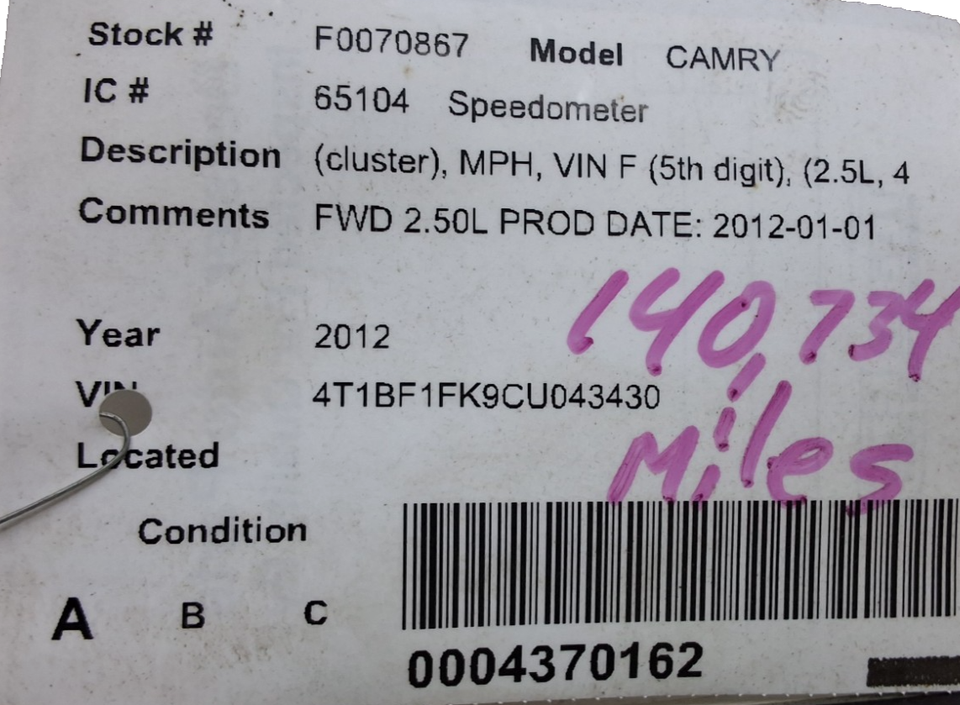 Stock # F0070867 Model CAMRY
IC # 65104 Speedometer
Description (cluster), MPH, VIN F (5th digit), (2.5L, 4
Comments FWD 2.50L PROD DATE: 2012-01-01
140,734
Year 2012
VIN 4T1BF1FK9CU043430
Miles
Located
Condition
A B C
0004370162